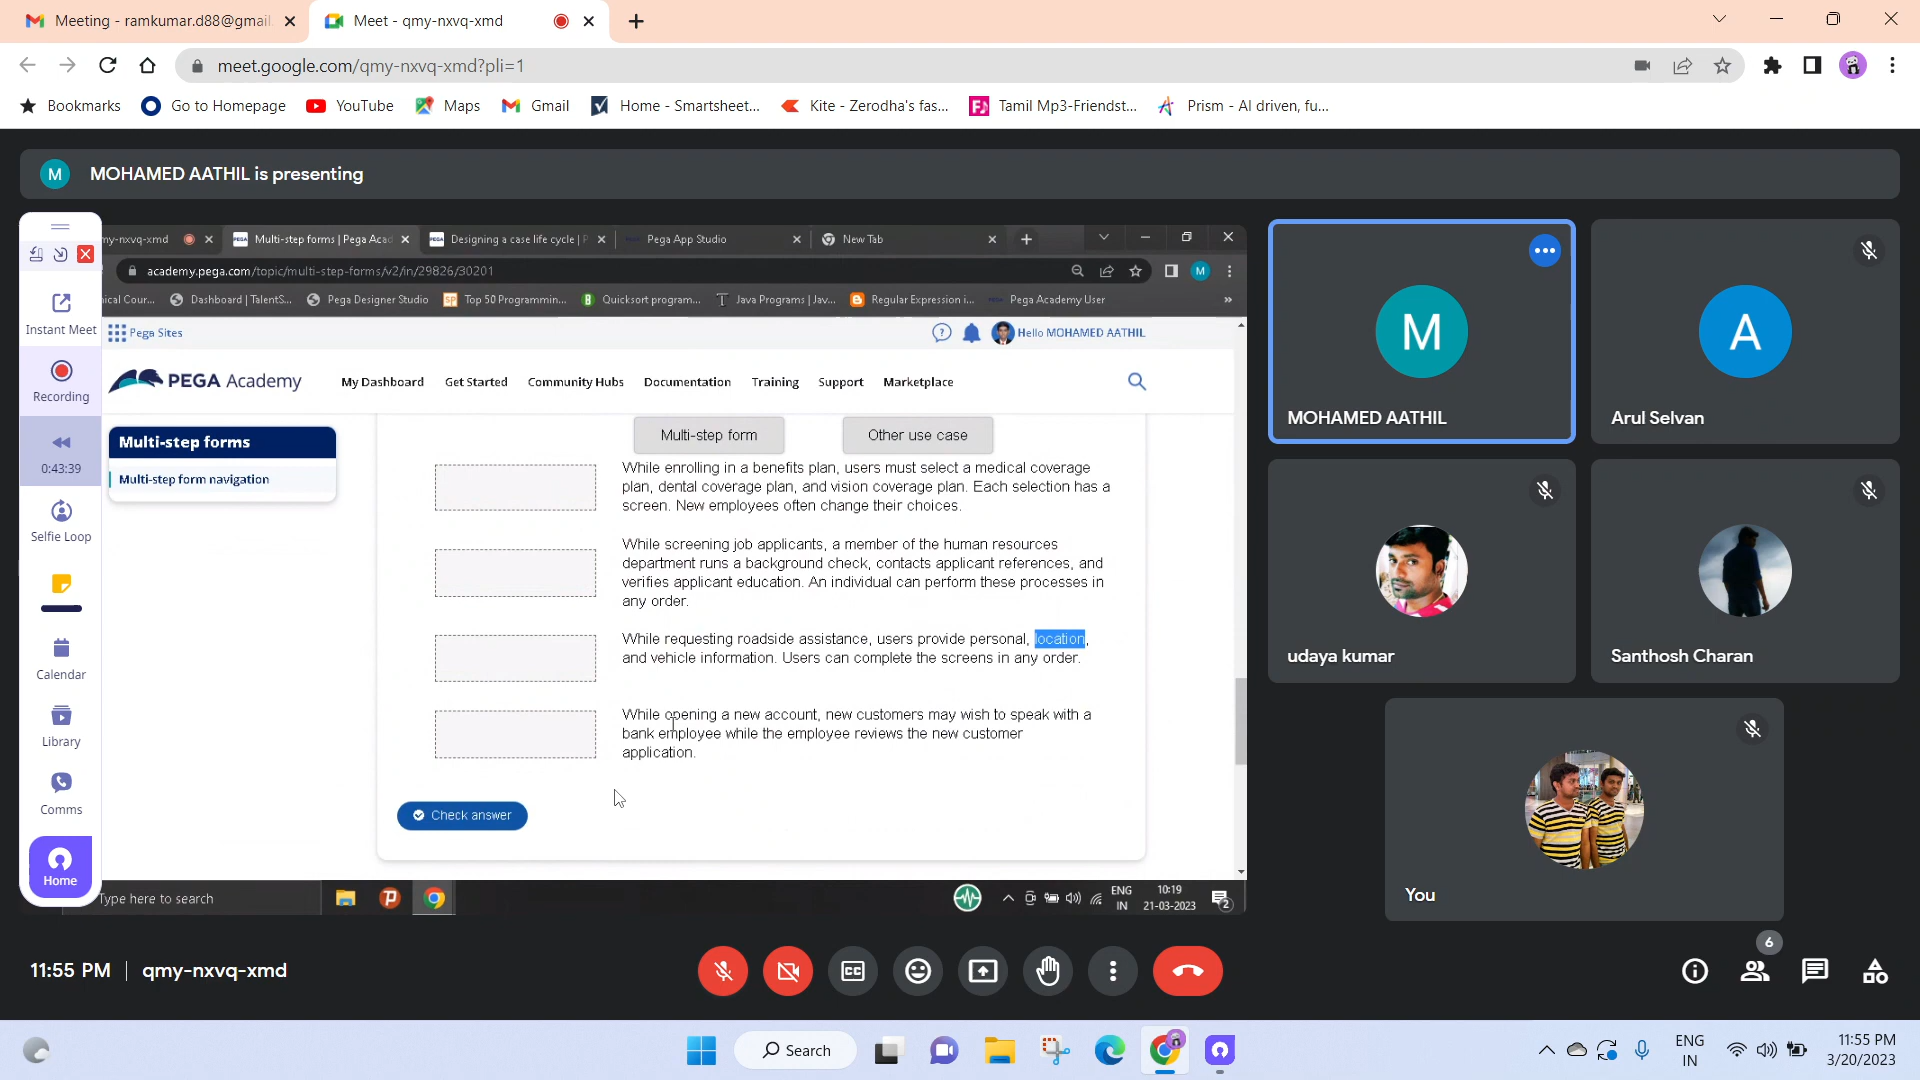 Meeting - ramkumar.d88@gmail.
Meet - qmy-nxvq-xmd
meet.google.com/qmy-nxvq-xmd?pli=1
Bookmarks
Go to Homepage
YouTube
Maps
Gmail
Home - Smartsheet...
Kite - Zerodha's fas...
Tamil Mp3-Friendst...
Prism - AI driven, fu...
M
MOHAMED AATHIL is presenting
my-nxvq-xmd
Multi-step forms | Pega Acad
Designing a case life cycle | P
Pega App Studio
New Tab
academy.pega.com/topic/multi-step-forms/v2/in/29826/30201
M
ical Cour...
Dashboard | TalentS...
Pega Designer Studio
Top 50 Programmin...
Quicksort program...
Java Programs | Jav...
Regular Expression i...
Pega Academy User
»
Pega Sites
Hello MOHAMED AATHIL
PEGA Academy
My Dashboard
Get Started
Community Hubs
Documentation
Training
Support
Marketplace
Multi-step forms
Multi-step form navigation
Multi-step form
Other use case
While enrolling in a benefits plan, users must select a medical coverage
plan, dental coverage plan, and vision coverage plan. Each selection has a
screen. New employees often change their choices.
While screening job applicants, a member of the human resources
department runs a background check, contacts applicant references, and
verifies applicant education. An individual can perform these processes in
any order.
While requesting roadside assistance, users provide personal, location,
and vehicle information. Users can complete the screens in any order.
While opening a new account, new customers may wish to speak with a
bank employee while the employee reviews the new customer
application.
Check answer
Type here to search
ENG
IN
10:19
21-03-2023
2
Instant Meet
Recording
0:43:39
Selfie Loop
Calendar
Library
Comms
Home
M
MOHAMED AATHIL
A
Arul Selvan
udaya kumar
Santhosh Charan
You
11:55 PM | qmy-nxvq-xmd
6
Search
ENG
IN
11:55 PM
3/20/2023